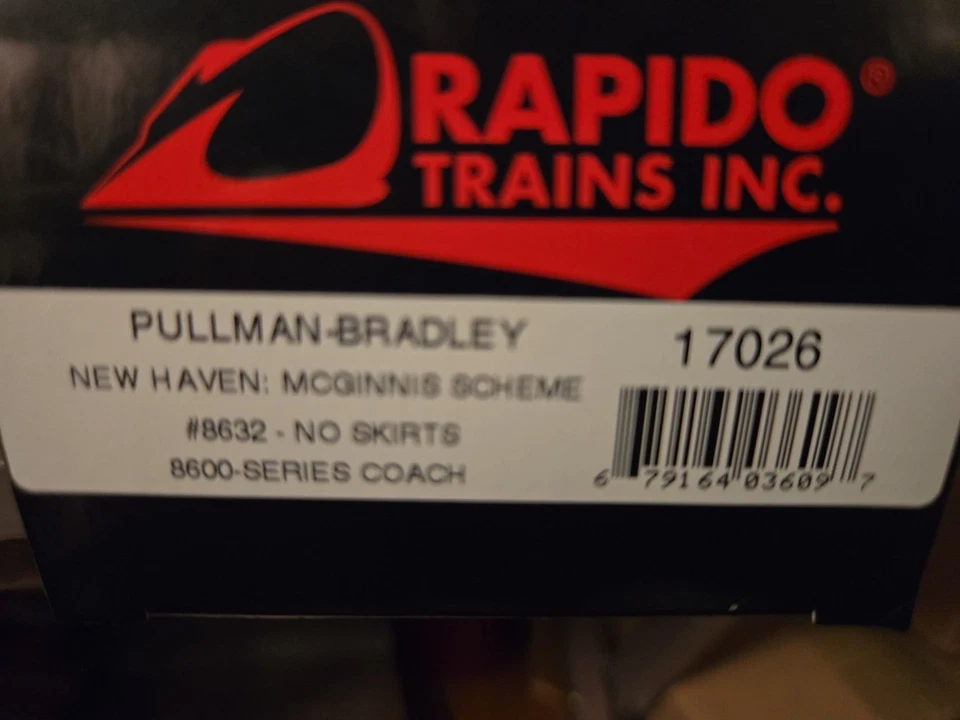 RAPIDO®
TRAINS INC.
PULLMAN-BRADLEY
NEW HAVEN: MCGINNIS SCHEME
#8632 - NO SKIRTS
8600-SERIES COACH
17026
6 79164 03609 7